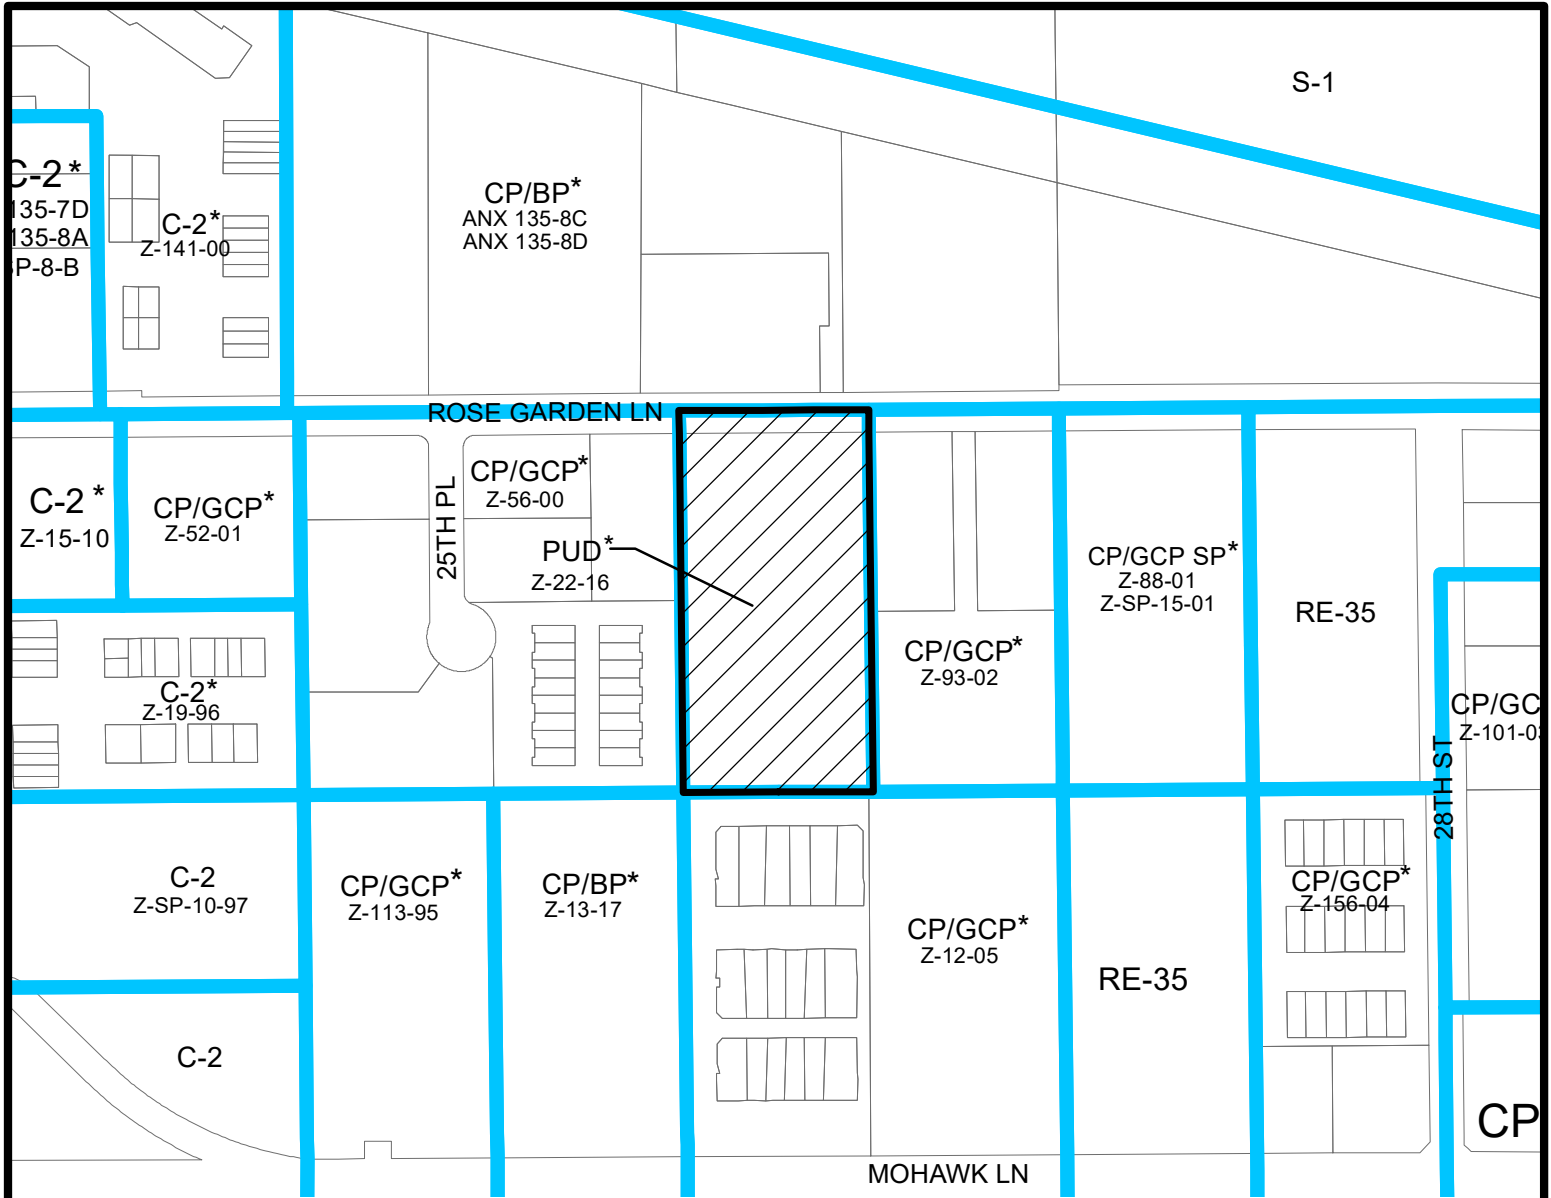 S-1
C-2*
135-7D
135-8A
P-8-B
C-2*
Z-141-00
CP/BP*
ANX 135-8C
ANX 135-8D
ROSE GARDEN LN
C-2*
Z-15-10
CP/GCP*
Z-52-01
25TH PL
CP/GCP*
Z-56-00
PUD*
Z-22-16
CP/GCP*
Z-93-02
CP/GCP SP*
Z-88-01
Z-SP-15-01
RE-35
C-2*
Z-19-96
CP/GC
Z-101-03
28TH ST
C-2
Z-SP-10-97
CP/GCP*
Z-113-95
CP/BP*
Z-13-17
CP/GCP*
Z-12-05
RE-35
CP/GCP*
Z-156-04
C-2
CP
MOHAWK LN